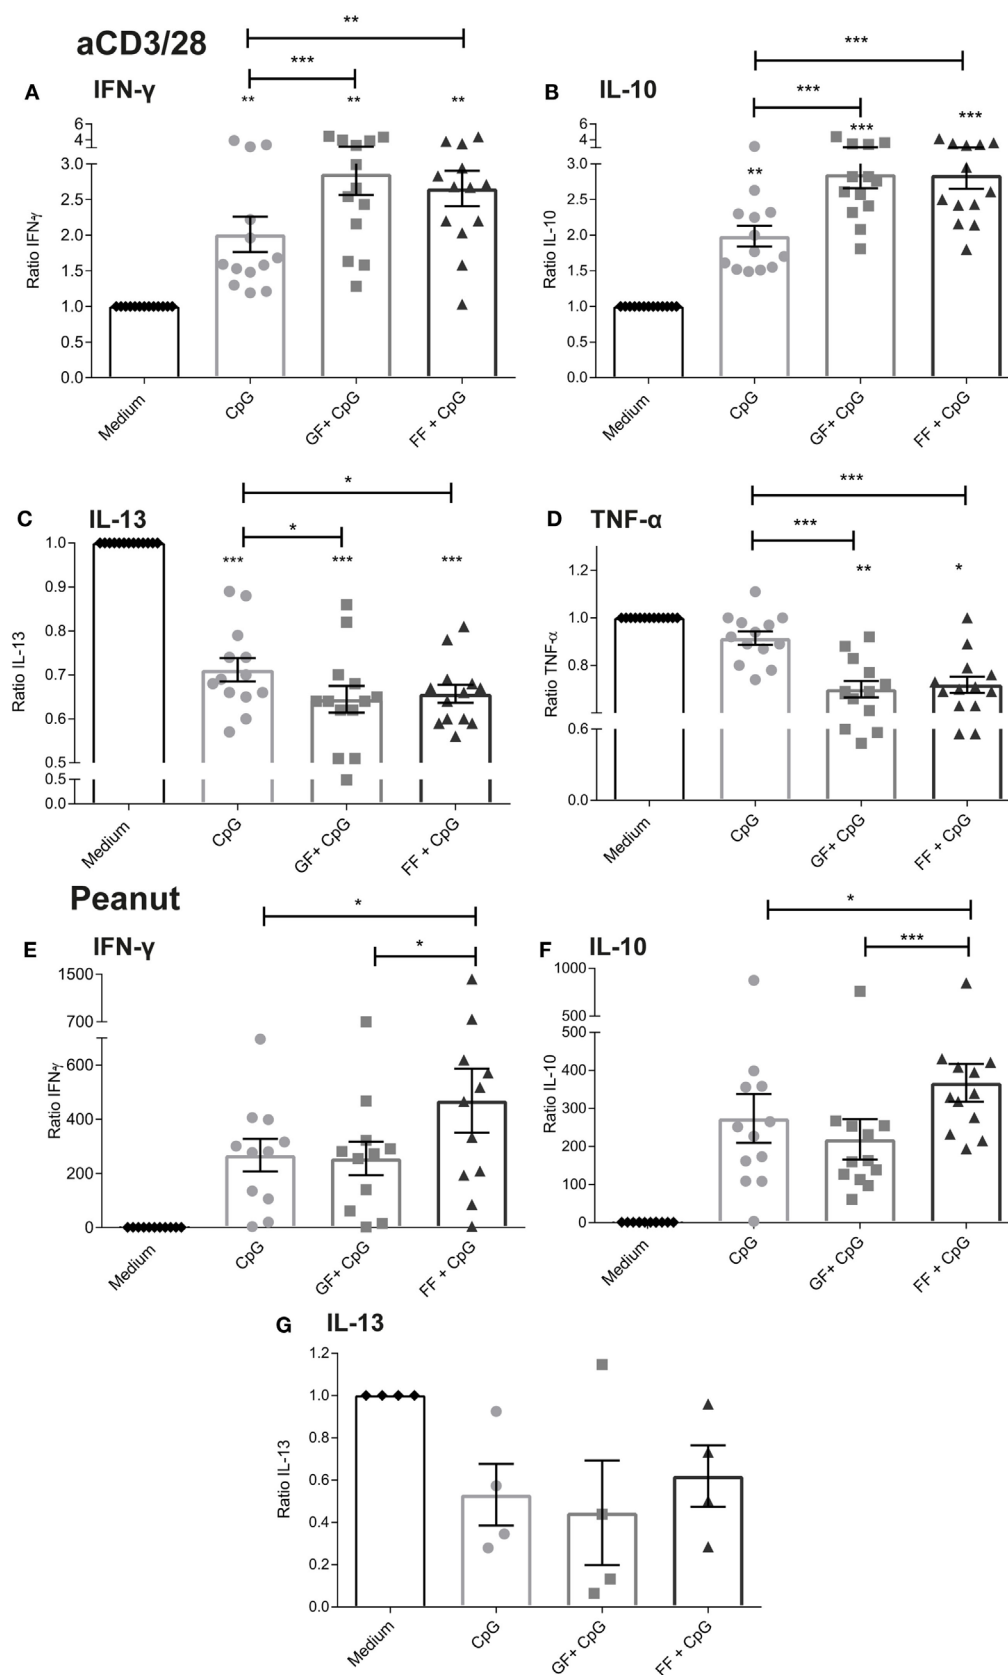 aCD3/28
**
***
A IFN-γ
** ** **
6
4
3.0
2.5
2.0
1.5
1.0
0.5
0.0
Ratio IFNγ
Medium CpG GF+ CpG FF + CpG
***
***
B IL-10
** *** ***
6
4
3.0
2.5
2.0
1.5
1.0
0.5
0.0
Ratio IL-10
Medium CpG GF+ CpG FF + CpG
*
*
C IL-13
*** *** ***
1.0
0.9
0.8
0.7
0.6
0.5
0.5
0.0
Ratio IL-13
Medium CpG GF+ CpG FF + CpG
***
***
D TNF-α
** *
1.2
1.0
0.8
0.6
0.0
Ratio TNF-α
Medium CpG GF+ CpG FF + CpG
Peanut
*
*
E IFN-γ
1500
700
600
400
200
0
Ratio IFNγ
Medium CpG GF+ CpG FF + CpG
*
***
F IL-10
1000
500
500
400
300
200
100
0
Ratio IL-10
Medium CpG GF+ CpG FF + CpG
G IL-13
1.2
1.0
0.8
0.6
0.4
0.2
0.0
Ratio IL-13
Medium CpG GF+ CpG FF + CpG